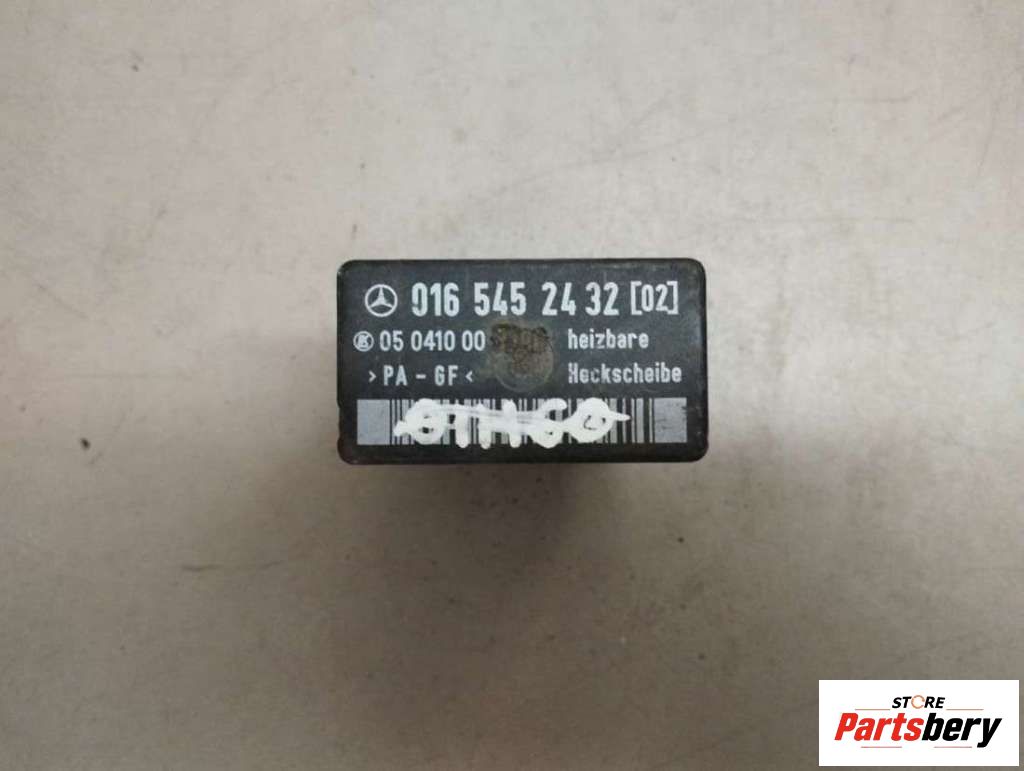 016 545 24 32 [02]
05 0410 00
heizbare
>PA-GF<
Heckscheibe
STORE
Partsbery